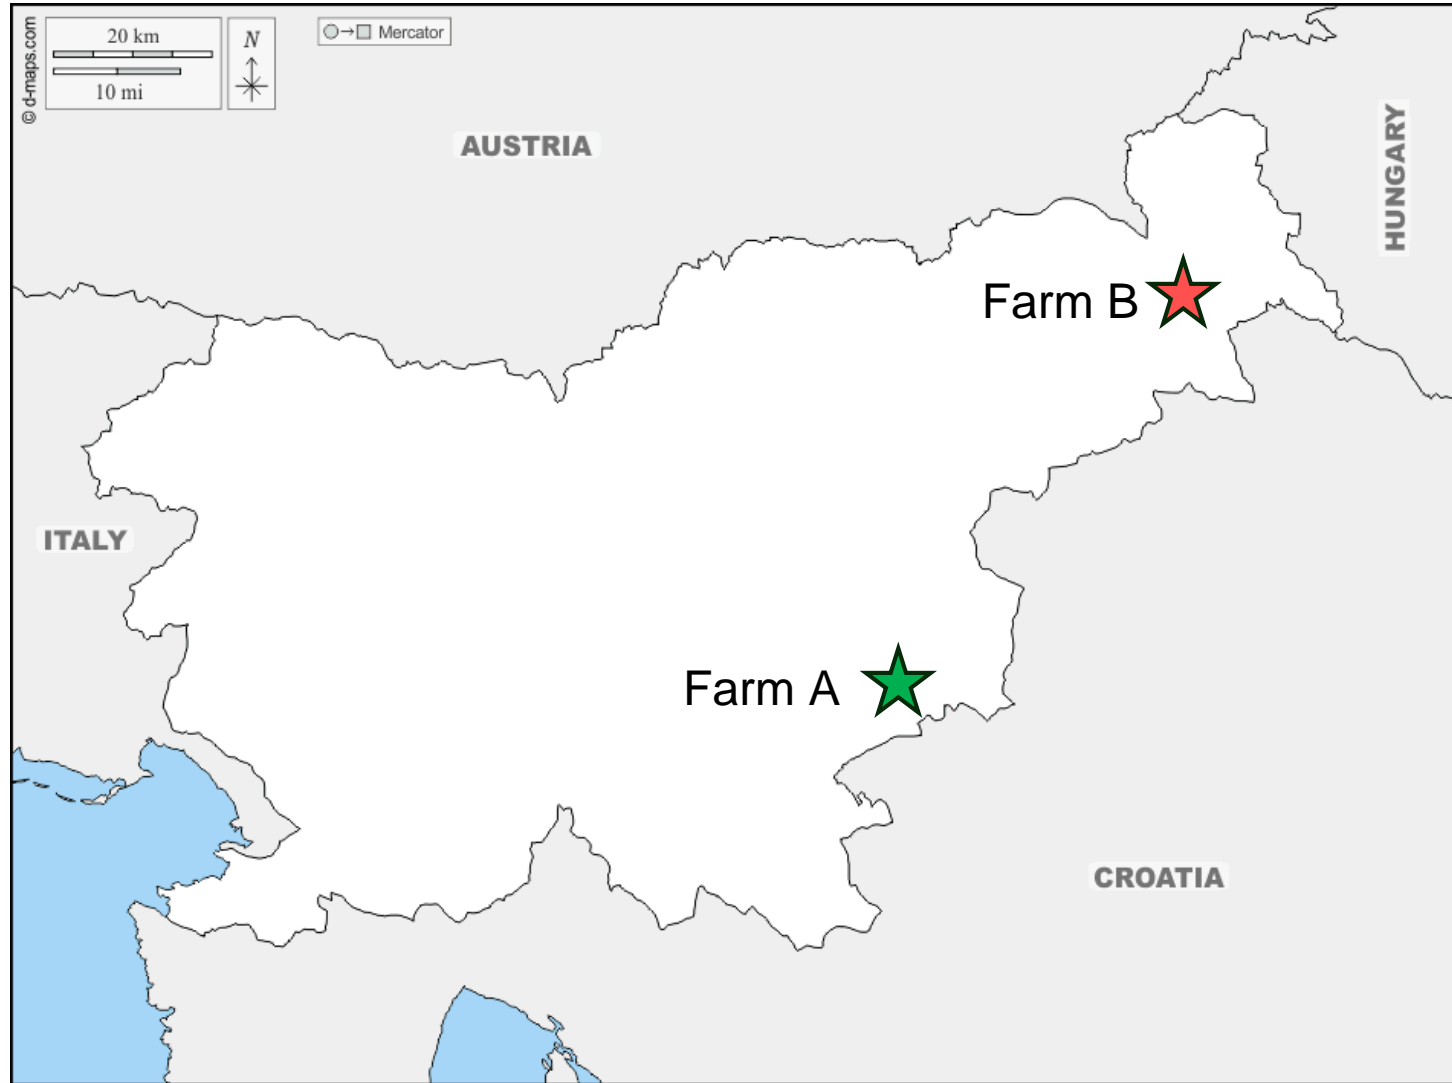 © d-maps.com
20 km
10 mi
N
Mercator
AUSTRIA
HUNGARY
Farm B
ITALY
Farm A
CROATIA